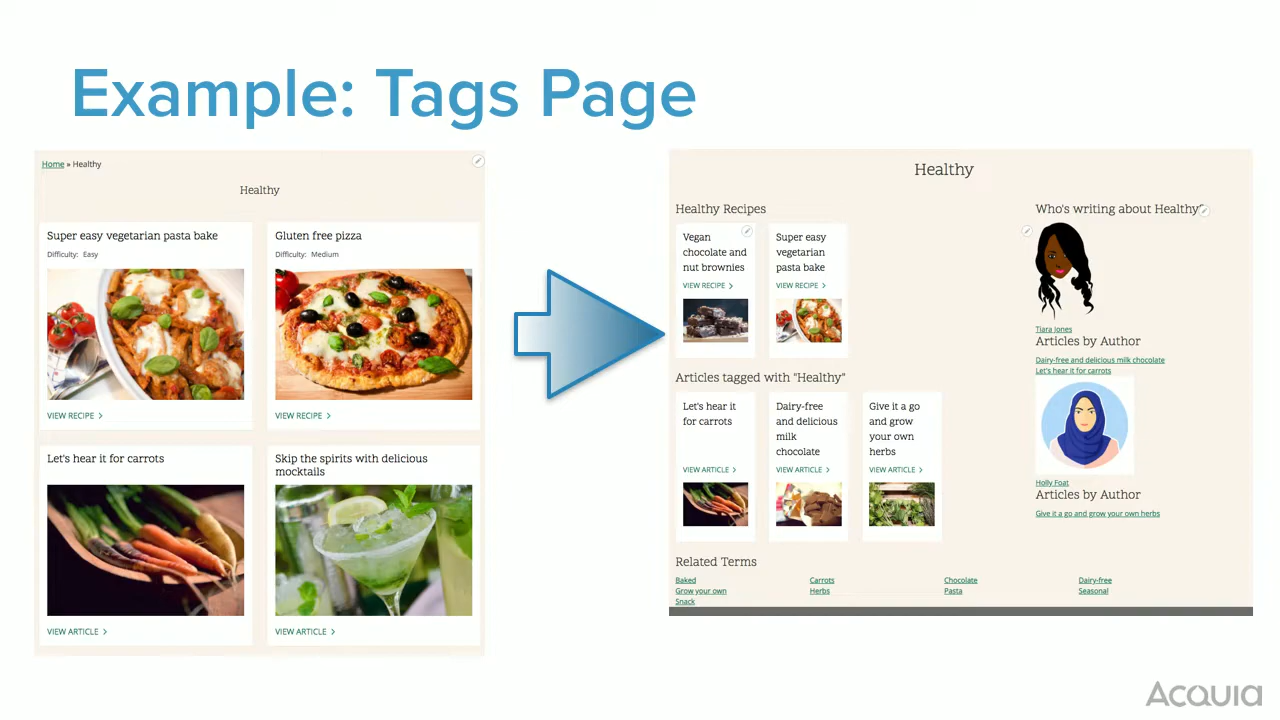 Example: Tags Page
Home » Healthy
Healthy
Super easy vegetarian pasta bake
Difficulty: Easy
VIEW RECIPE >
Gluten free pizza
Difficulty: Medium
VIEW RECIPE >
Let's hear it for carrots
VIEW ARTICLE >
Skip the spirits with delicious
mocktails
VIEW ARTICLE >
Healthy
Healthy Recipes
Vegan
chocolate and
nut brownies
VIEW RECIPE >
Super easy
vegetarian
pasta bake
VIEW RECIPE >
Articles tagged with "Healthy"
Let's hear it
for carrots
VIEW ARTICLE >
Dairy-free
and delicious
milk
chocolate
VIEW ARTICLE >
Give it a go
and grow
your own
herbs
VIEW ARTICLE >
Who's writing about Healthy?
Tiara Jones
Articles by Author
Dairy-free and delicious milk chocolate
Let's hear it for carrots
Holly Foat
Articles by Author
Give it a go and grow your own herbs
Related Terms
Baked Carrots Chocolate Dairy-free
Grow your own Herbs Pasta Seasonal
Snack
Acquia